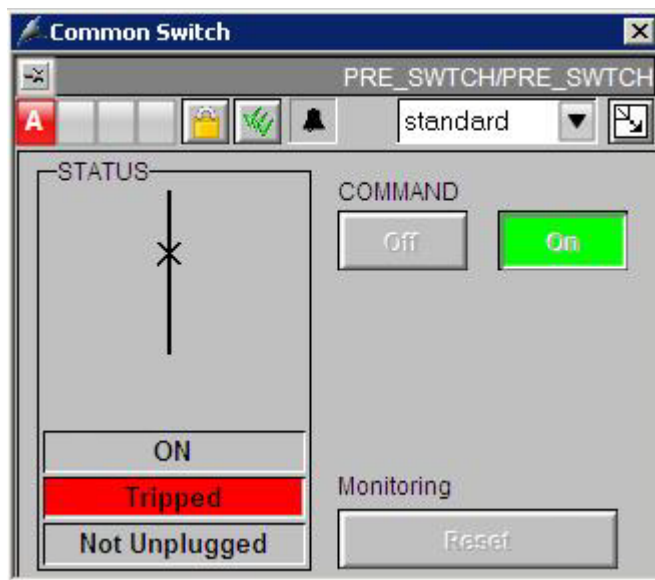 Common Switch
PRE_SWTCH/PRE_SWTCH
A
standard
STATUS
COMMAND
Off
On
ON
Tripped
Not Unplugged
Monitoring
Reset